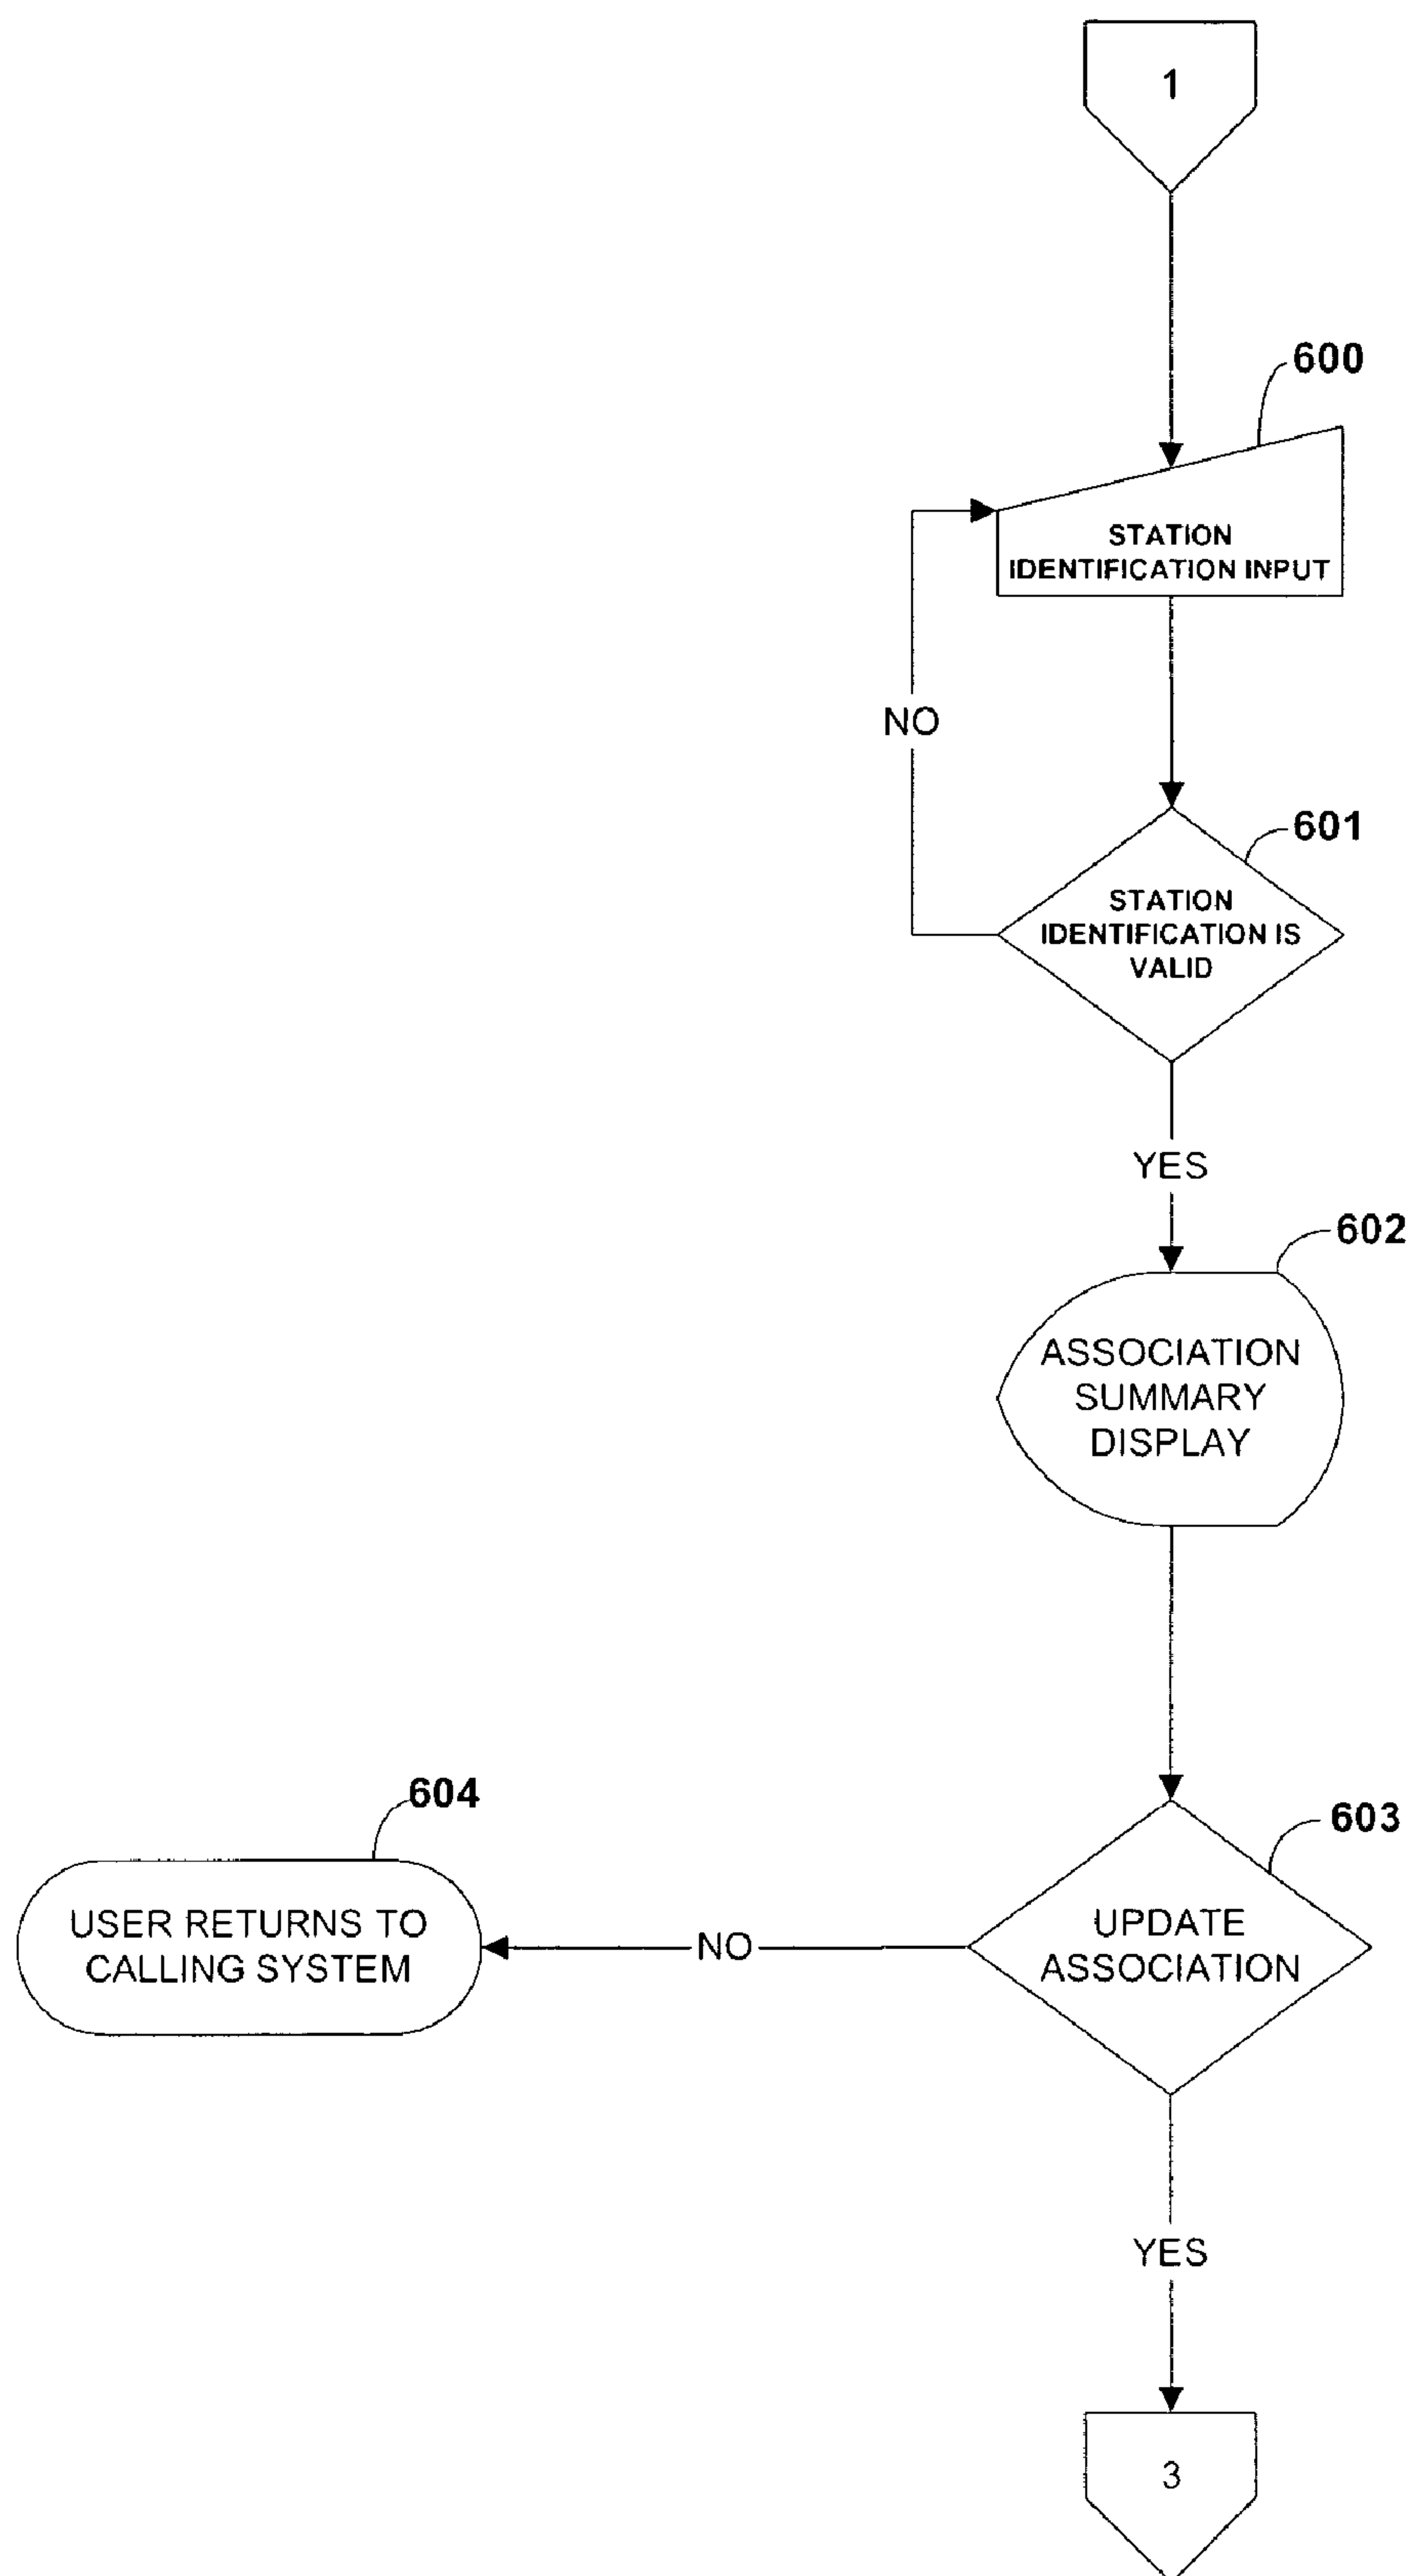 1
600
STATION
IDENTIFICATION INPUT
NO
601
STATION
IDENTIFICATION IS
VALID
YES
602
ASSOCIATION
SUMMARY
DISPLAY
604
603
USER RETURNS TO
CALLING SYSTEM
NO
UPDATE
ASSOCIATION
YES
3